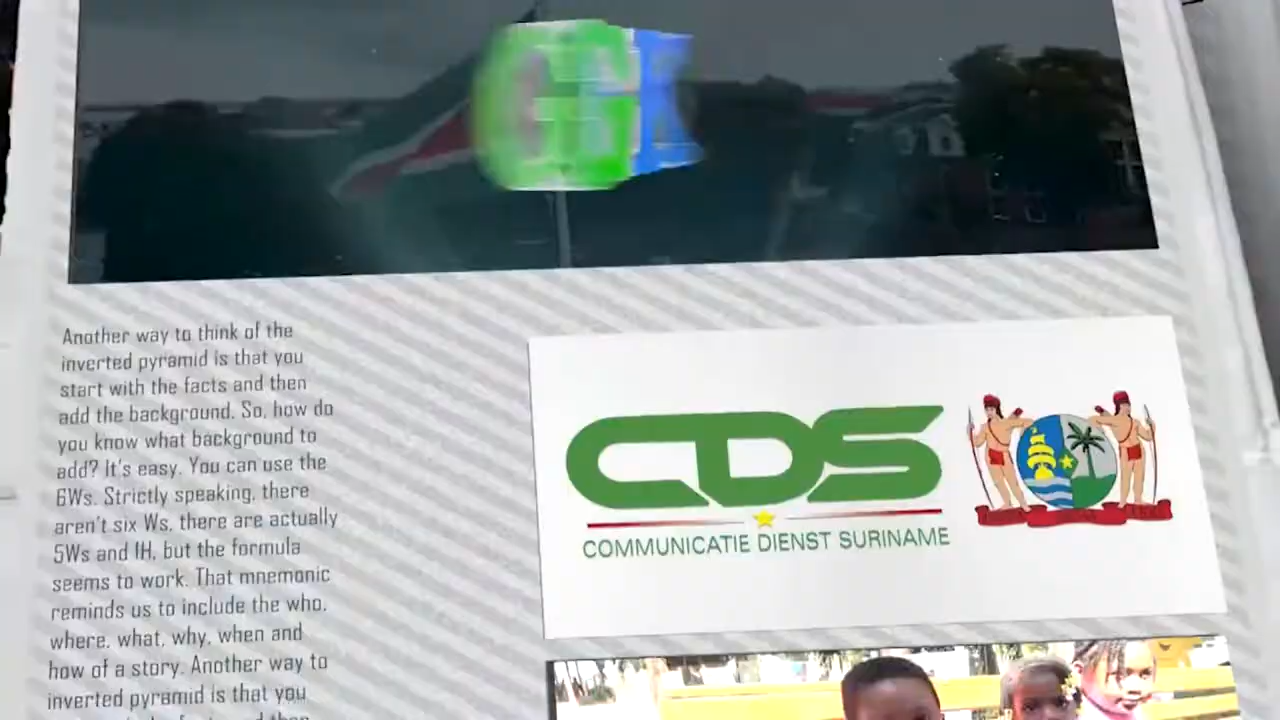 Another way to think of the
inverted pyramid is that you
start with the facts and then
add the background. So, how do
you know what background to
add? It's easy. You can use the
6Ws. Strictly speaking, there
aren't six Ws, there are actually
5Ws and 1H, but the formula
seems to work. That mnemonic
reminds us to include the who,
where, what, why, when and
how of a story. Another way to
inverted pyramid is that you
CDS
COMMUNICATIE DIENST SURINAME